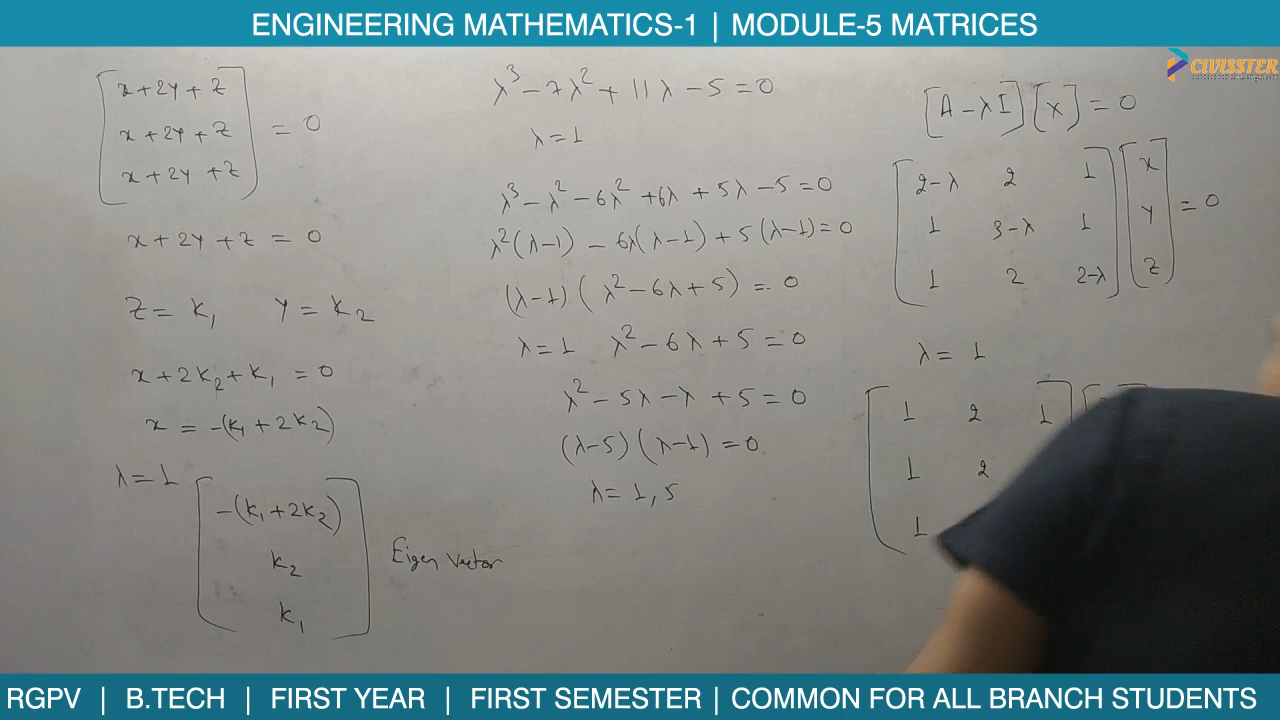 ENGINEERING MATHEMATICS-1 | MODULE-5 MATRICES
CIVISSTER
x+2y+z
x+2y+z = 0
x+2y+z
x+2y+z = 0
z = k₁ y = k₂
x+2k₂+k₁ = 0
x = -(k₁+2k₂)
λ=1
-(k₁+2k₂)
k₂
k₁
Eigen Vector
λ³-7λ²+11λ-5=0
λ=1
λ³-λ²-6λ²+6λ+5λ-5=0
λ²(λ-1)-6λ(λ-1)+5(λ-1)=0
(λ-1)(λ²-6λ+5)=0
λ=1 λ²-6λ+5=0
λ²-5λ-λ+5=0
(λ-5)(λ-1)=0
λ=1,5
[A-λI][x]=0
2-λ 2 1 x
1 3-λ 1 y = 0
1 2 2-λ z
λ= 1
1 2 1
1 2
1
RGPV | B.TECH | FIRST YEAR | FIRST SEMESTER | COMMON FOR ALL BRANCH STUDENTS